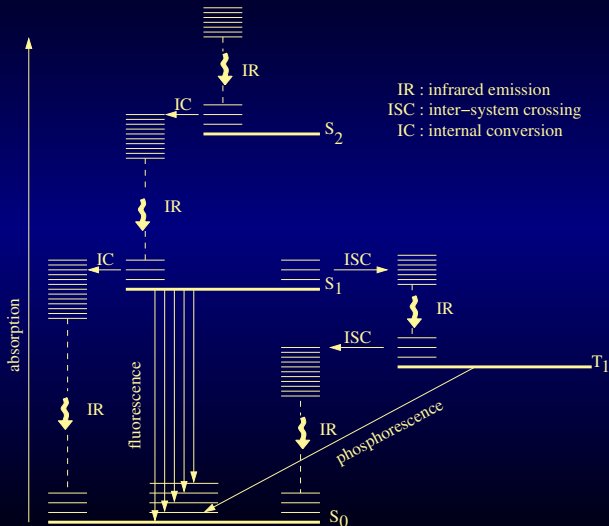 IR
IR : infrared emission
ISC : inter-system crossing
IC : internal conversion
IC
S2
IR
IC
ISC
S1
IR
ISC
T1
absorption
fluorescence
IR
IR
phosphorescence
S0